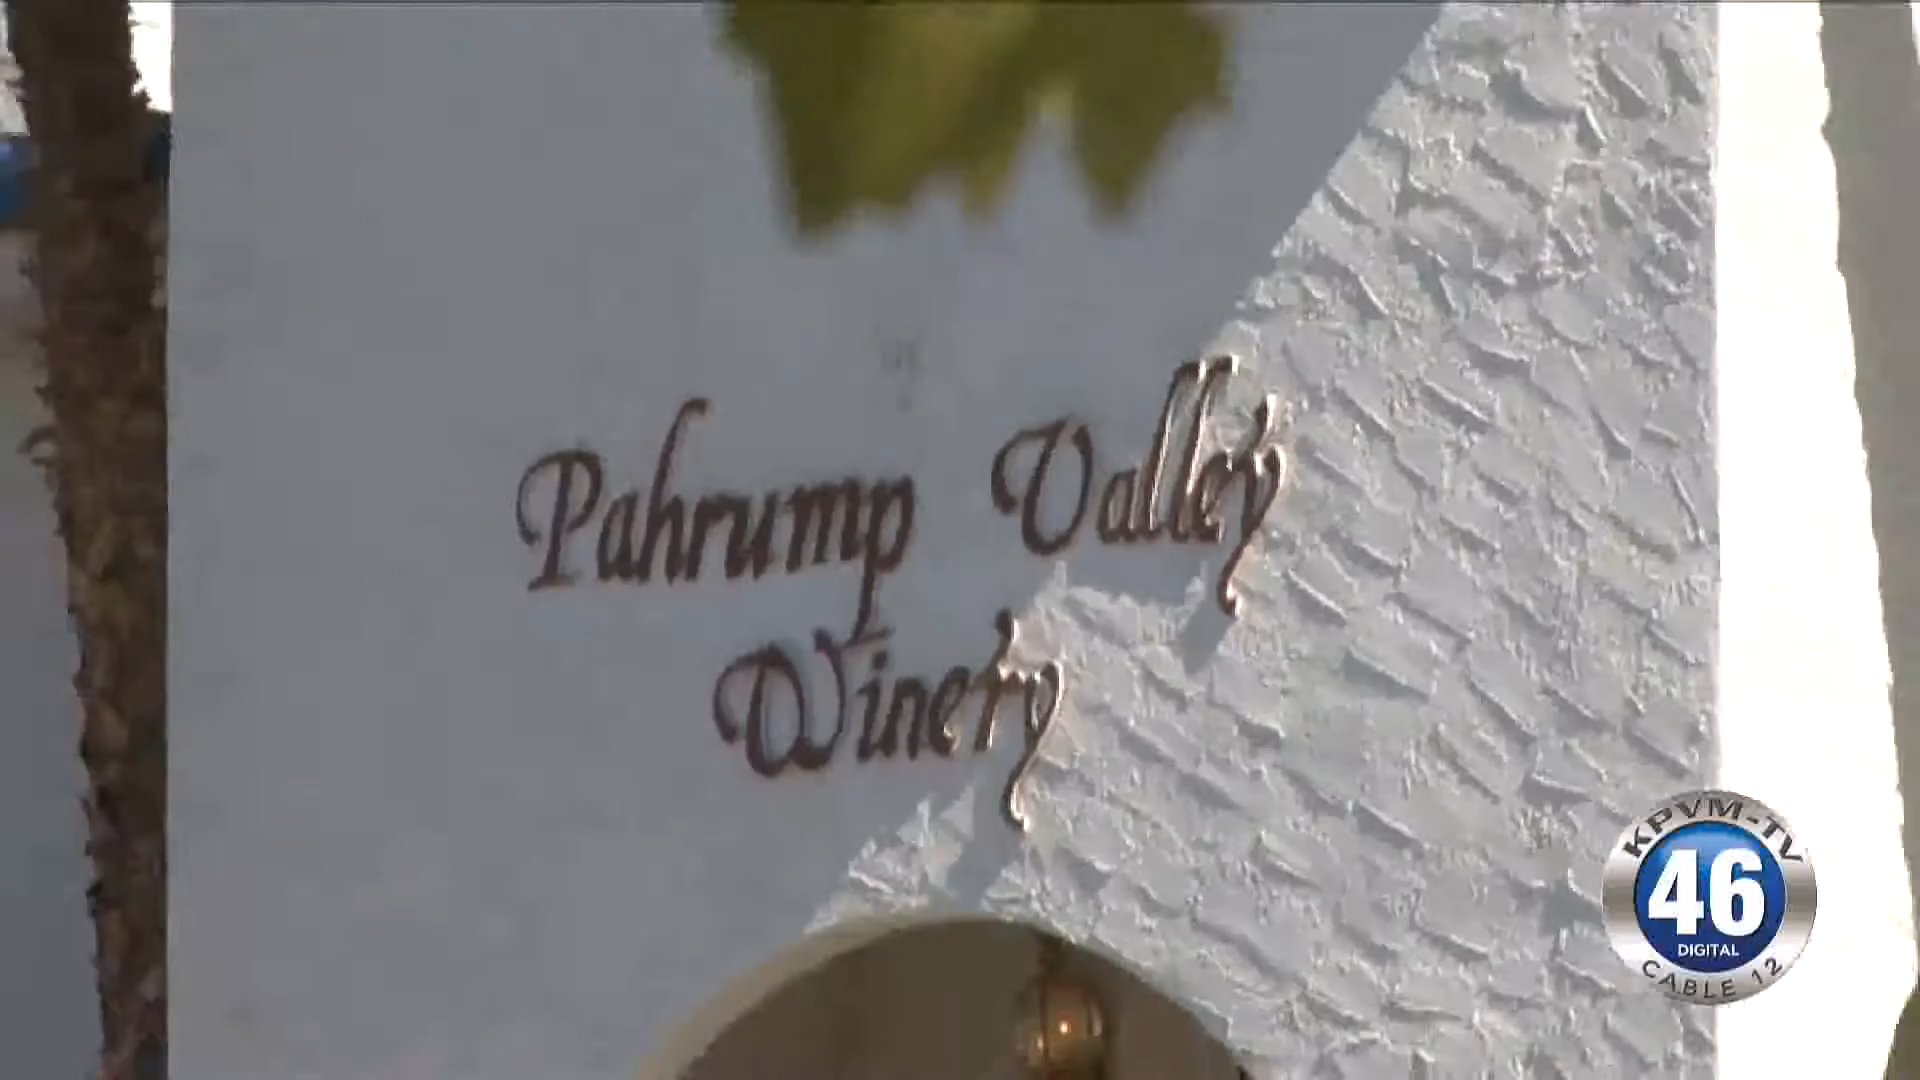 Pahrump Valley
Winery
KPVM-TV
46
DIGITAL
CABLE 12